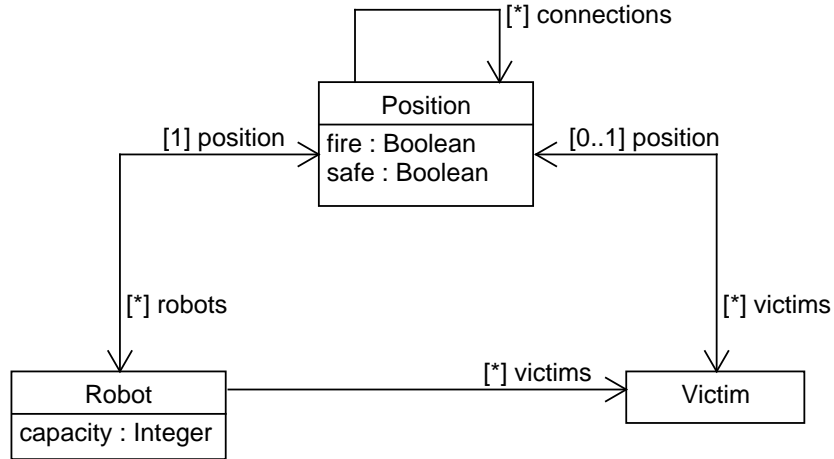 [*] connections
Position
[1] position
fire : Boolean
[0..1] position
safe : Boolean
[*] robots
[*] victims
Robot
[*] victims
Victim
capacity : Integer